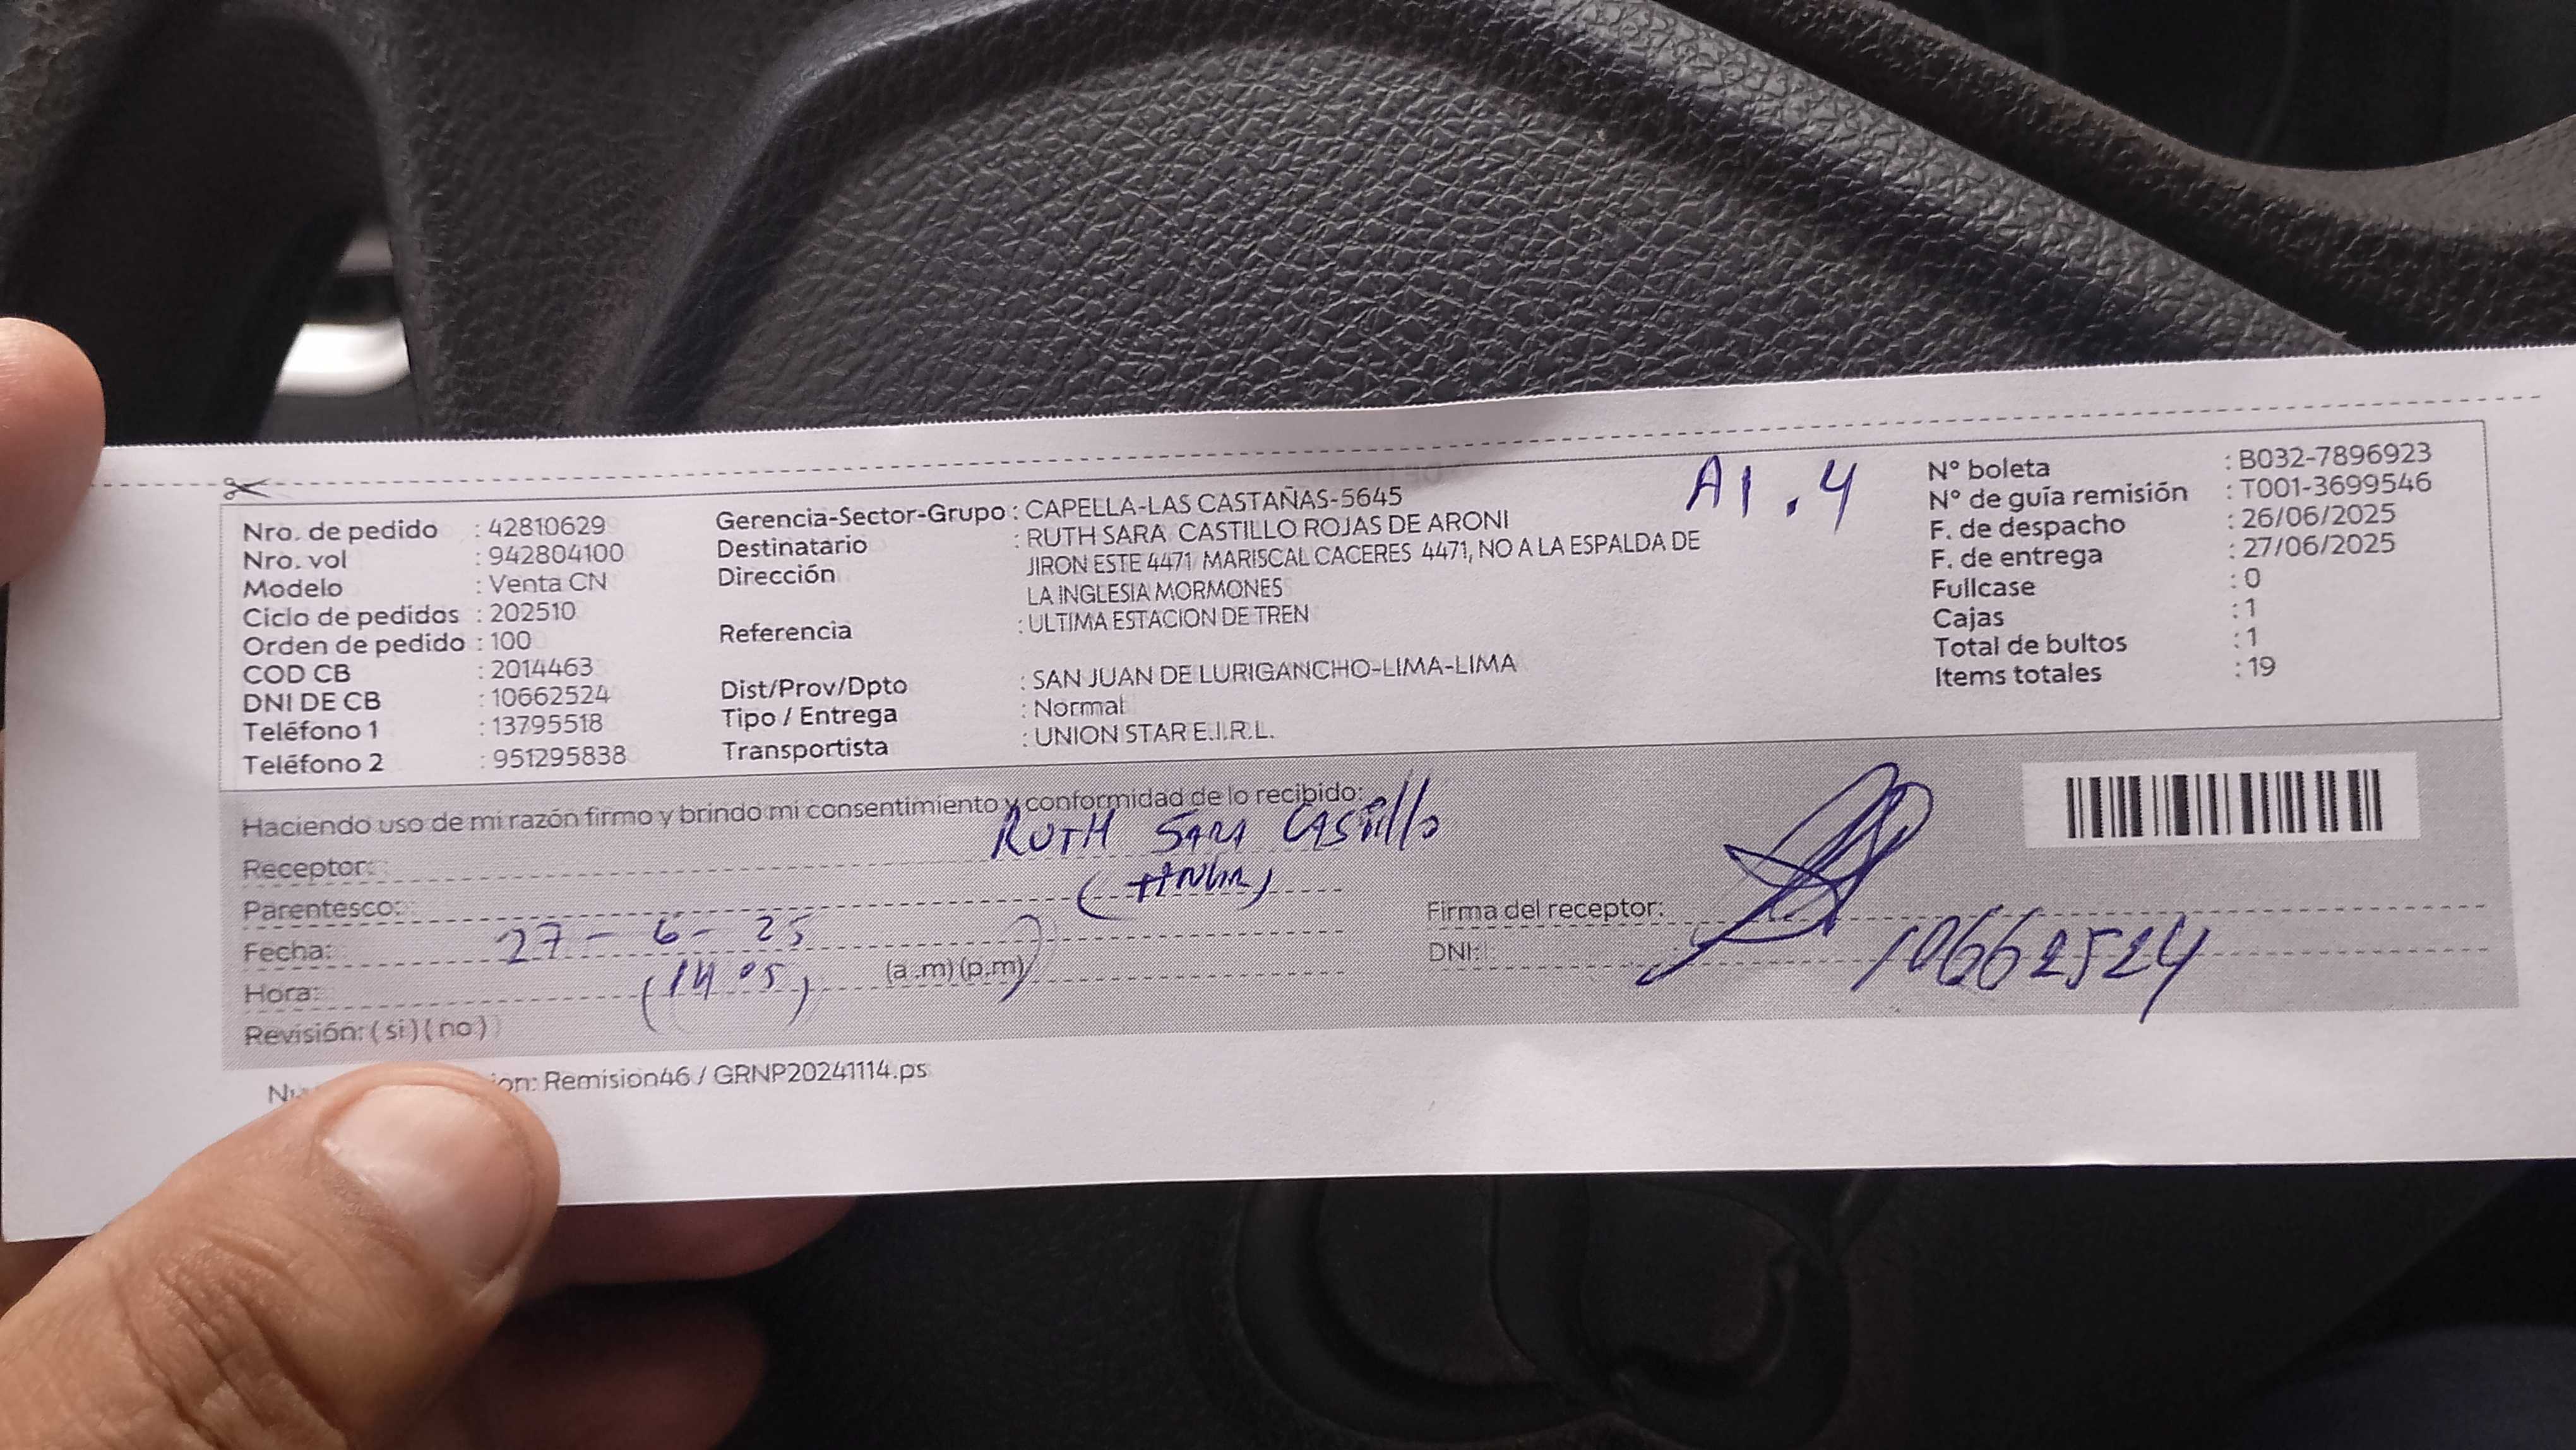 A1.4
Nro. de pedido : 42810629
Nro. vol : 942804100
Modelo : Venta CN
Ciclo de pedidos : 202510
Orden de pedido : 100
COD CB : 2014463
DNI DE CB : 10662524
Teléfono 1 : 13795518
Teléfono 2 : 951295838
Gerencia-Sector-Grupo : CAPELLA-LAS CASTAÑAS-5645
Destinatario : RUTH SARA CASTILLO ROJAS DE ARONI
Dirección JIRON ESTE 4471 MARISCAL CACERES 4471, NO A LA ESPALDA DE
LA INGLESIA MORMONES
Referencia : ULTIMA ESTACION DE TREN
Dist/Prov/Dpto : SAN JUAN DE LURIGANCHO-LIMA-LIMA
Tipo / Entrega : Normal
Transportista : UNION STAR E.I.R.L.
N° boleta : B032-7896923
N° de guía remisión : T001-3699546
F. de despacho : 26/06/2025
F. de entrega : 27/06/2025
Fullcase : 0
Cajas : 1
Total de bultos : 1
Items totales : 19
Haciendo uso de mi razón firmo y brindo mi consentimiento y conformidad de lo recibido:
Receptor: RUTH SARA CASTILLO
Parentesco:
Fecha: 27 - 6 - 25
Hora: (14 05) (a.m)(p.m)
Revisión: (si)(no)
Firma del receptor:
DNI: 10662524
Remision46 / GRNP20241114.ps